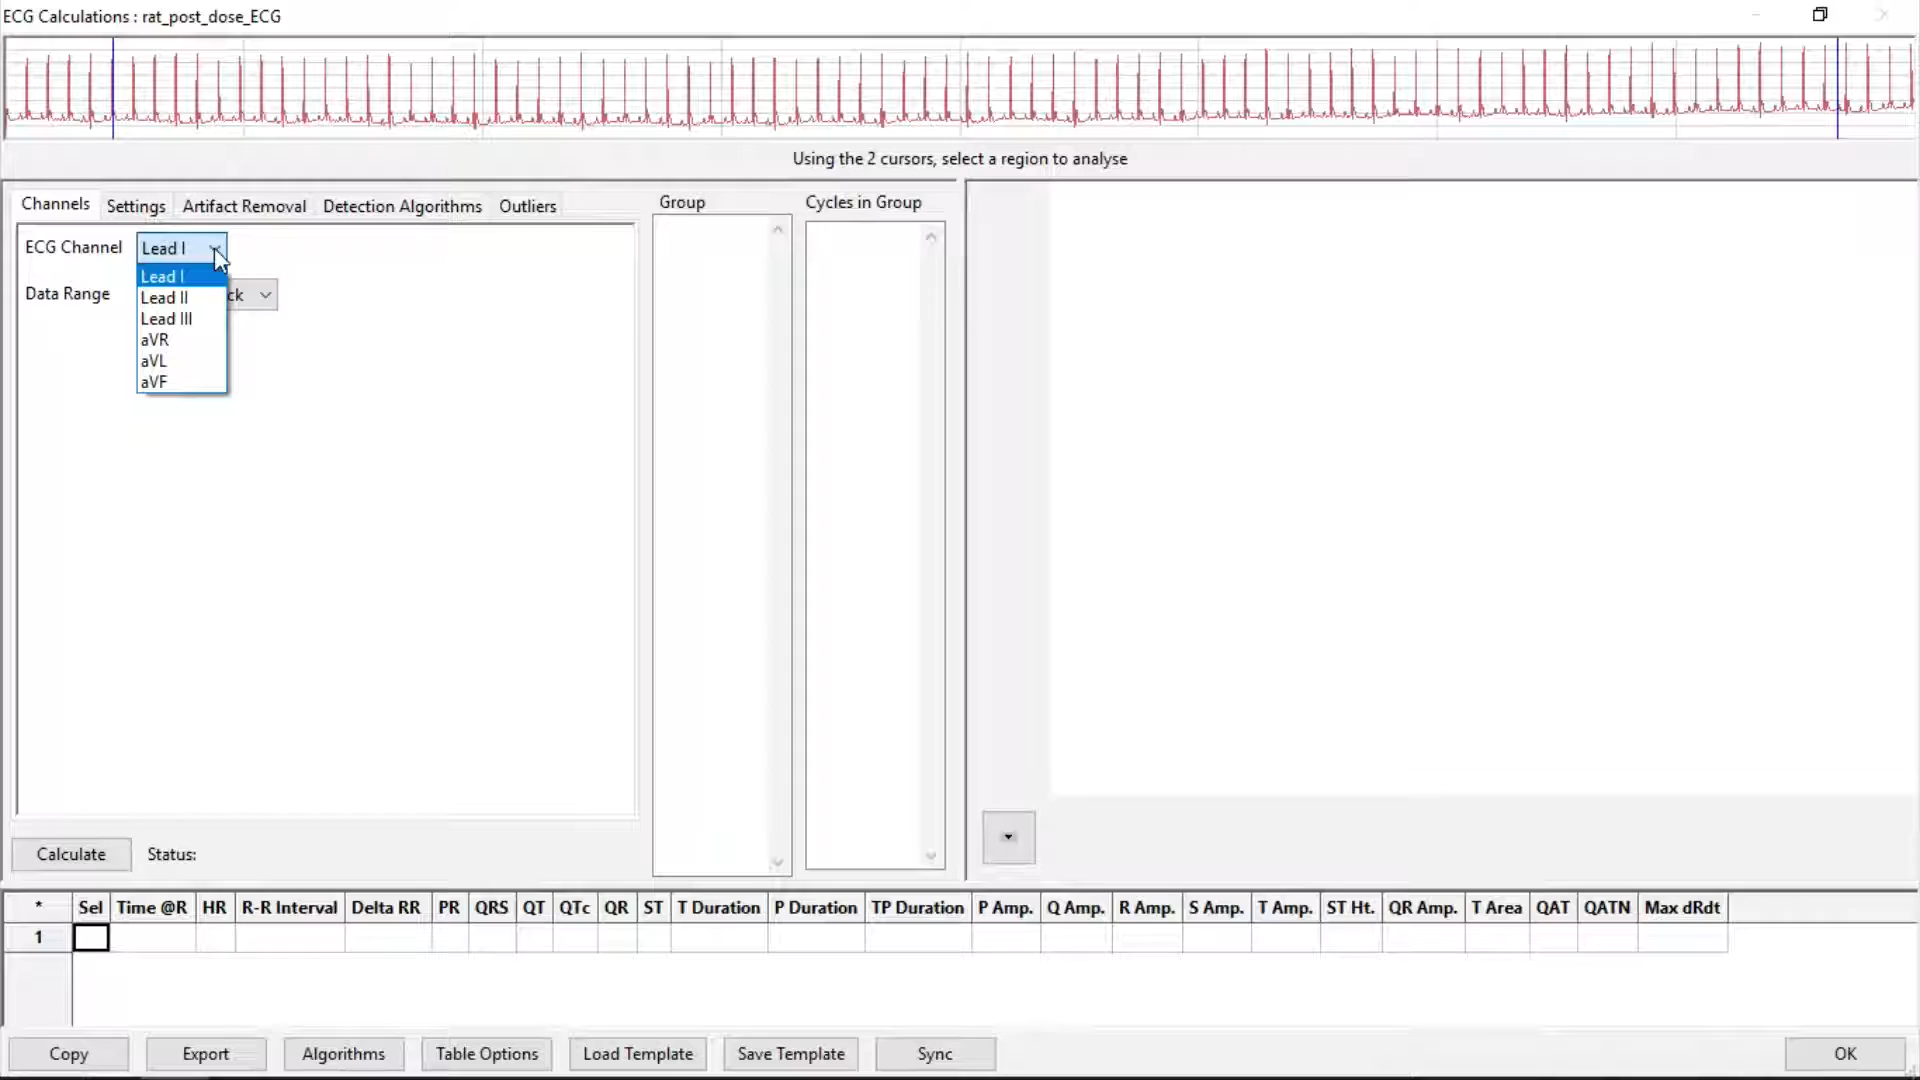 ECG Calculations : rat_post_dose_ECG
Using the 2 cursors, select a region to analyse
Channels Settings Artifact Removal Detection Algorithms Outliers
Group
Cycles in Group
ECG Channel Lead I
Lead I
Lead II
Lead III
aVR
aVL
aVF
Data Range ck
Calculate Status:
* Sel Time @R HR R-R Interval Delta RR PR QRS QT QTc QR ST T Duration P Duration TP Duration P Amp. Q Amp. R Amp. S Amp. T Amp. ST Ht. QR Amp. T Area QAT QATN Max dRdt
1
Copy Export Algorithms Table Options Load Template Save Template Sync OK